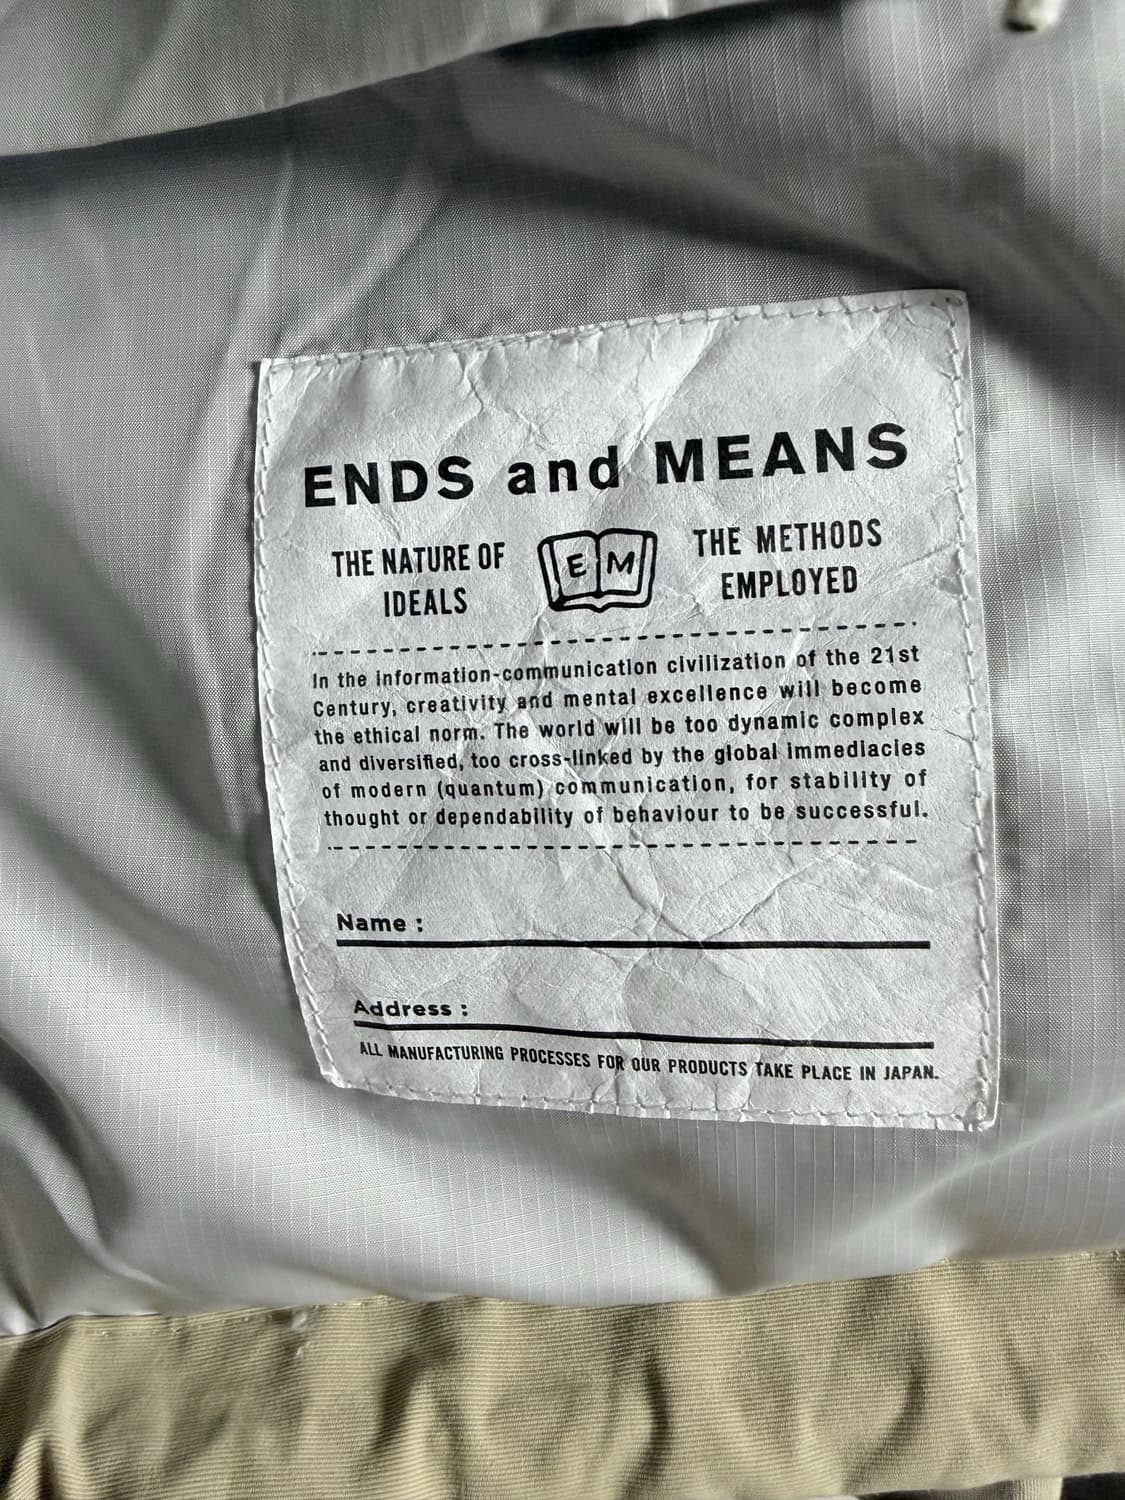 ENDS and MEANS
THE NATURE OF
IDEALS
E M
THE METHODS
EMPLOYED
In the information-communication civilization of the 21st
Century, creativity and mental excellence will become
the ethical norm. The world will be too dynamic complex
and diversified, too cross-linked by the global immediacies
of modern (quantum) communication, for stability of
thought or dependability of behaviour to be successful.
Name :
Address :
ALL MANUFACTURING PROCESSES FOR OUR PRODUCTS TAKE PLACE IN JAPAN.